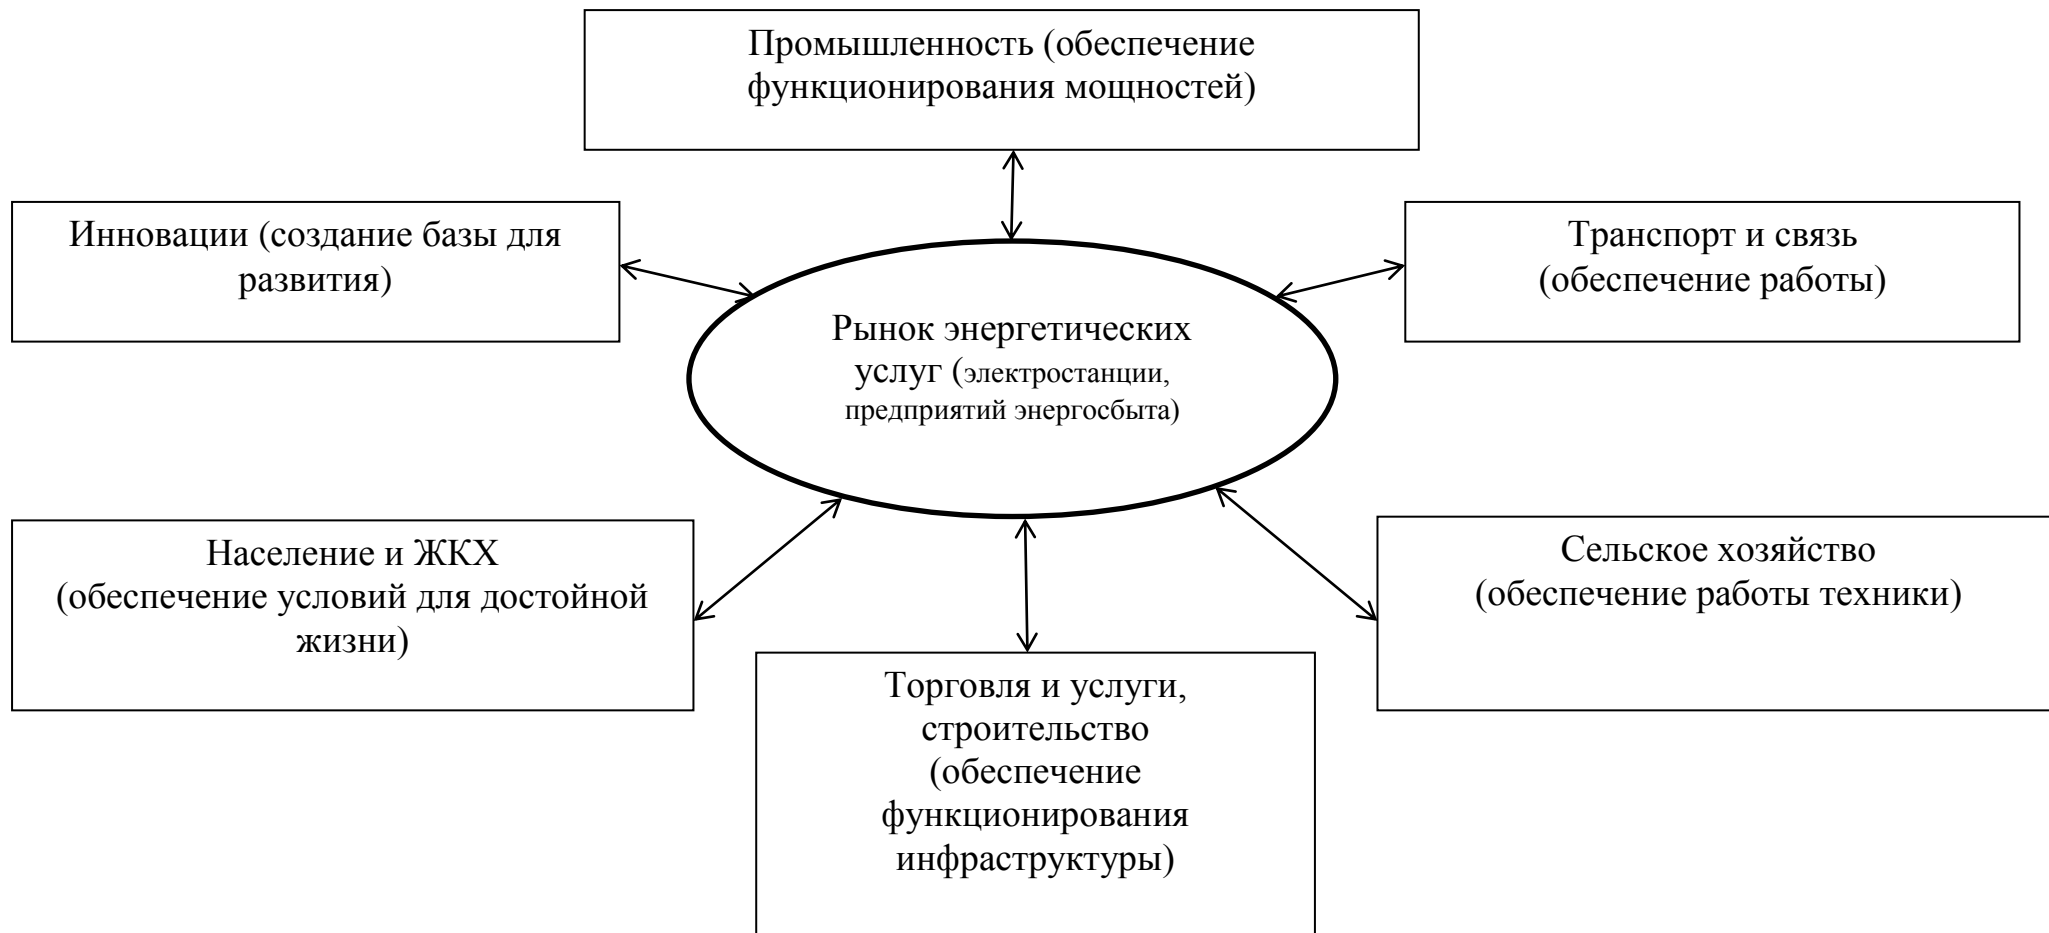 Промышленность (обеспечение
функционирования мощностей)
Инновации (создание базы для
развития)
Транспорт и связь
(обеспечение работы)
Рынок энергетических
услуг (электростанции,
предприятий энергосбыта)
Население и ЖКХ
(обеспечение условий для достойной
жизни)
Сельское хозяйство
(обеспечение работы техники)
Торговля и услуги,
строительство
(обеспечение
функционирования
инфраструктуры)